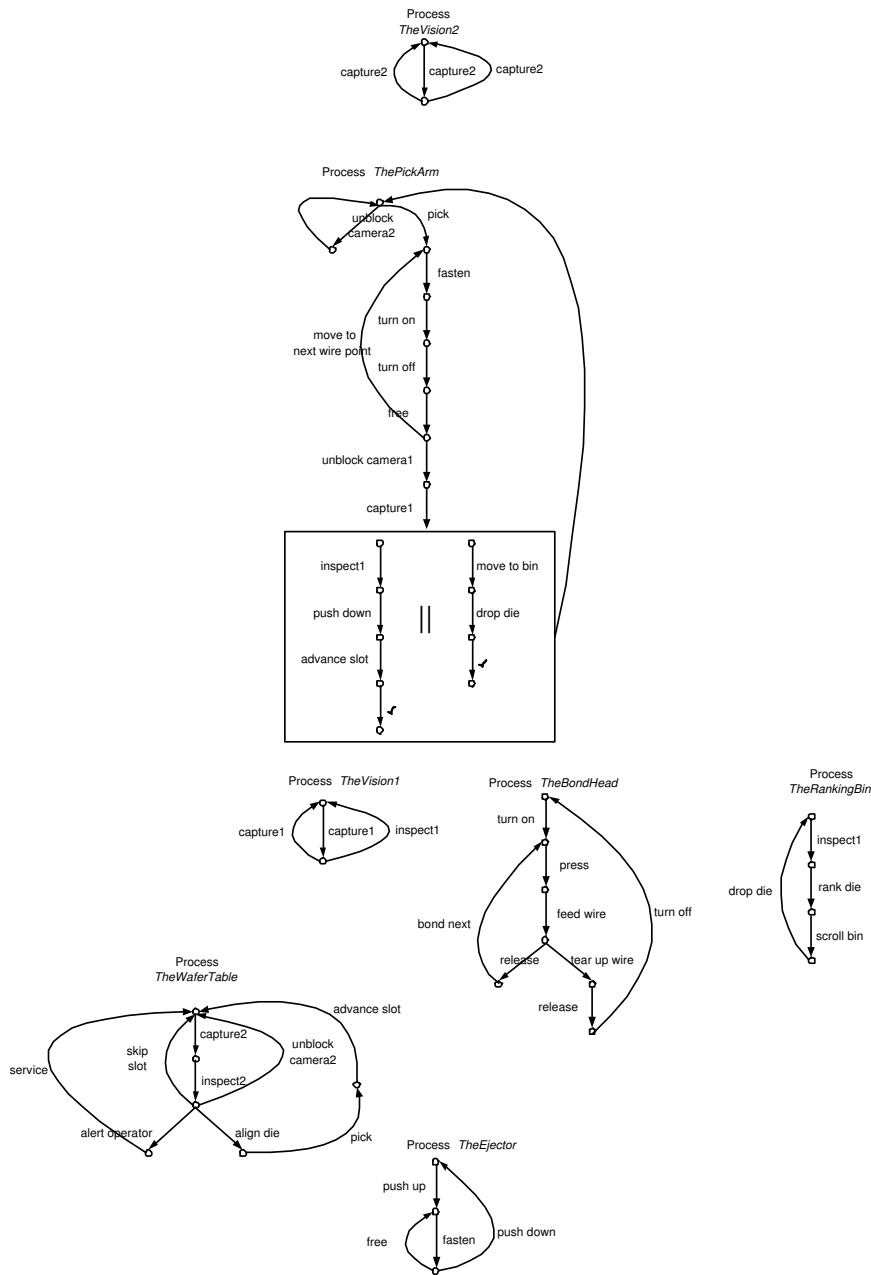 Process
TheVision2
capture2
capture2
capture2
Process ThePickArm
unblock
camera2
pick
fasten
turn on
move to
next wire point
turn off
free
unblock camera1
capture1
inspect1
move to bin
||
push down
drop die
advance slot
✓
✓
Process TheVision1
capture1
capture1
inspect1
Process TheBondHead
turn on
press
feed wire
bond next
turn off
release
tear up wire
release
Process
TheRankingBin
inspect1
drop die
rank die
scroll bin
Process
TheWaferTable
advance slot
capture2
skip
slot
unblock
camera2
service
inspect2
alert operator
align die
pick
Process TheEjector
push up
free
fasten
push down